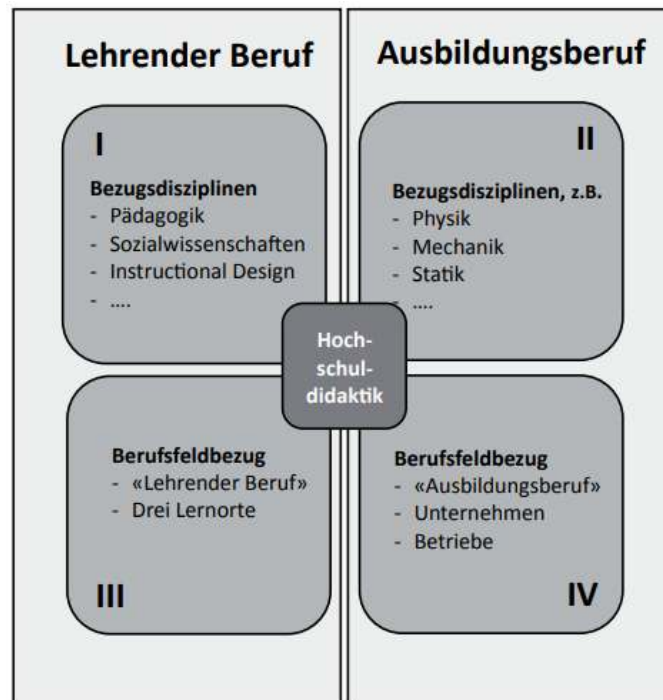 Lehrender Beruf
Ausbildungsberuf
I
Bezugsdisziplinen
- Pädagogik
- Sozialwissenschaften
- Instructional Design
- ....
II
Bezugsdisziplinen, z.B.
- Physik
- Mechanik
- Statik
- ....
Hoch-
schul-
didaktik
Berufsfeldbezug
- «Lehrender Beruf»
- Drei Lernorte
III
Berufsfeldbezug
- «Ausbildungsberuf»
- Unternehmen
- Betriebe
IV